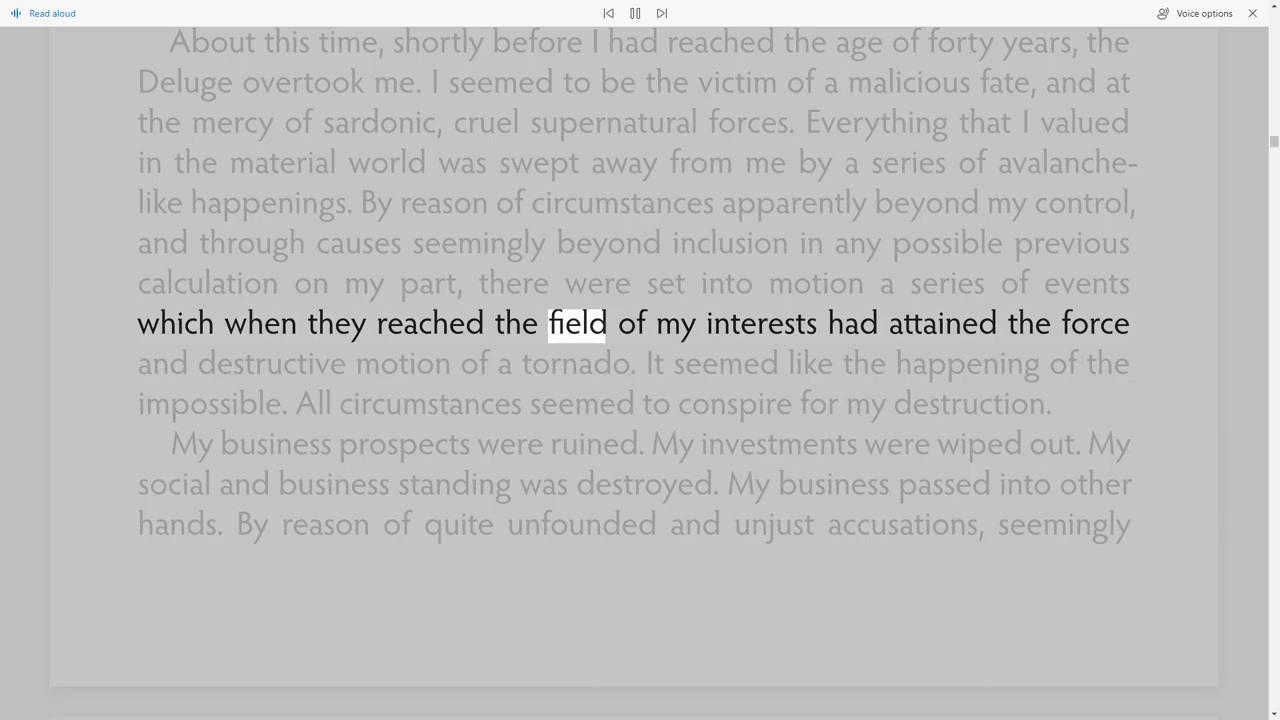 Read aloud
Voice options
About this time, shortly before I had reached the age of forty years, the
Deluge overtook me. I seemed to be the victim of a malicious fate, and at
the mercy of sardonic, cruel supernatural forces. Everything that I valued
in the material world was swept away from me by a series of avalanche-
like happenings. By reason of circumstances apparently beyond my control,
and through causes seemingly beyond inclusion in any possible previous
calculation on my part, there were set into motion a series of events
which when they reached the field of my interests had attained the force
and destructive motion of a tornado. It seemed like the happening of the
impossible. All circumstances seemed to conspire for my destruction.
My business prospects were ruined. My investments were wiped out. My
social and business standing was destroyed. My business passed into other
hands. By reason of quite unfounded and unjust accusations, seemingly